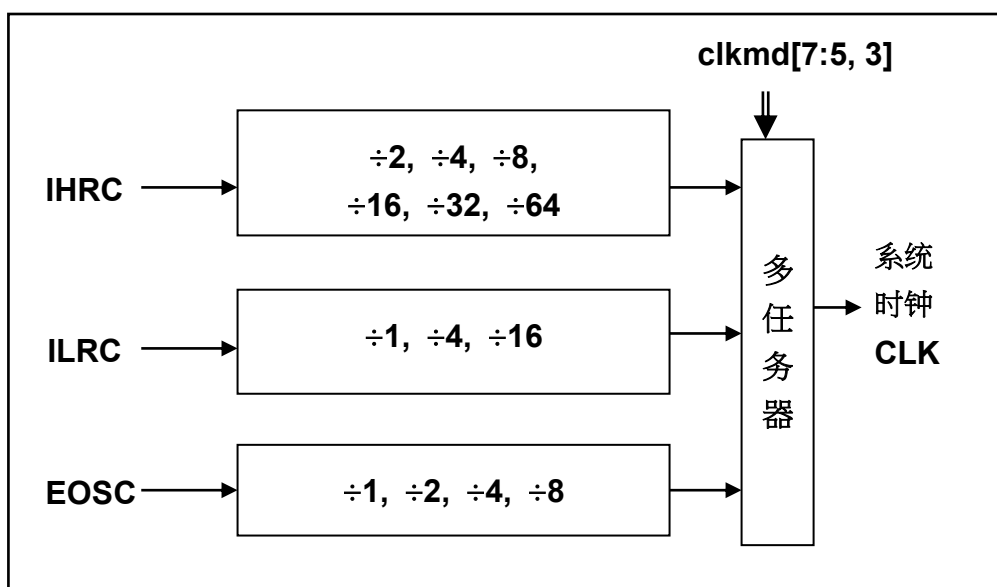 clkmd[7:5, 3]
IHRC
÷2, ÷4, ÷8,
÷16, ÷32, ÷64
ILRC
÷1, ÷4, ÷16
EOSC
÷1, ÷2, ÷4, ÷8
多
任
务
器
系统
时钟
CLK